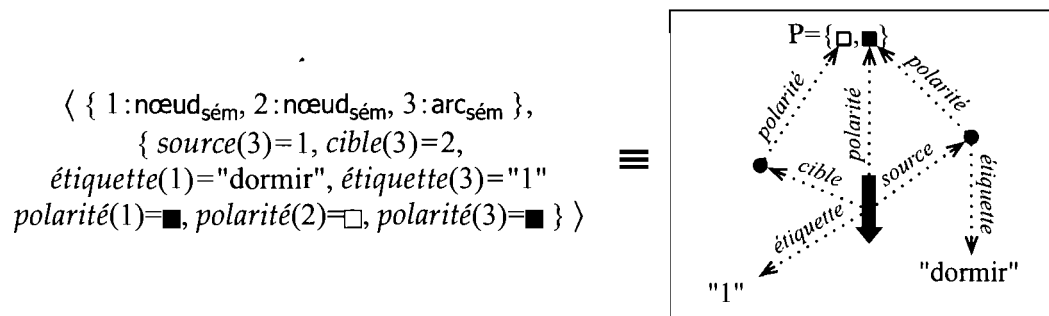 ⟨ { 1:nœud_sém, 2:nœud_sém, 3:arc_sém },
{ source(3)=1, cible(3)=2,
étiquette(1)="dormir", étiquette(3)="1"
polarité(1)=■, polarité(2)=□, polarité(3)=■ } ⟩
≡
P={□,■}
polarité
polarité
polarité
cible
source
étiquette
étiquette
"1"
"dormir"